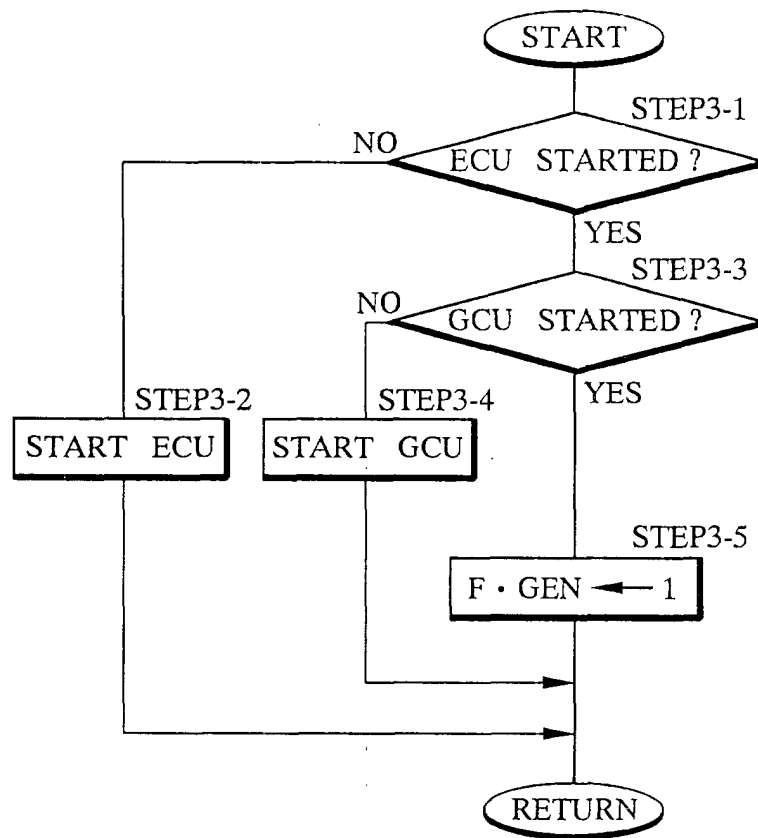 START
STEP3-1
NO
ECU STARTED ?
YES
STEP3-3
NO
GCU STARTED ?
YES
STEP3-2
STEP3-4
START ECU
START GCU
STEP3-5
F · GEN ← 1
RETURN